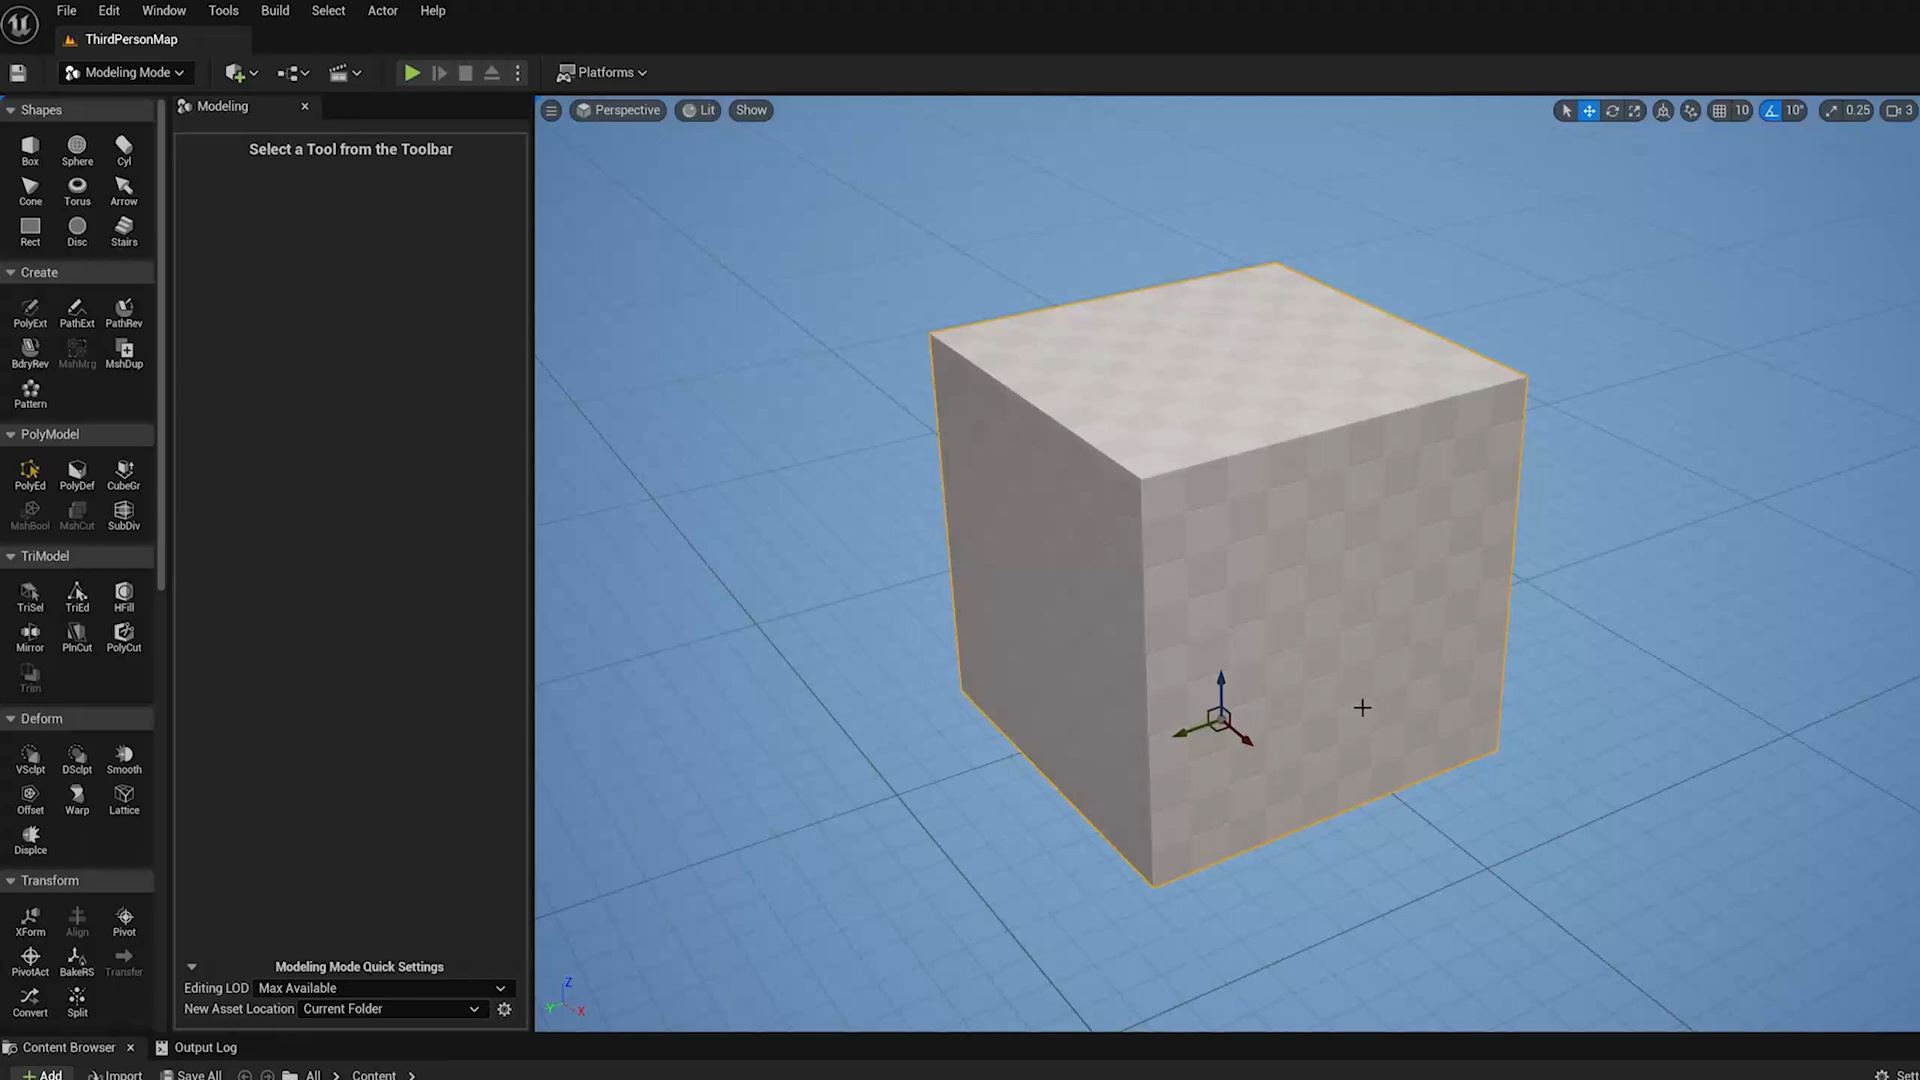 File Edit Window Tools Build Select Actor Help
ThirdPersonMap
Modeling Mode Platforms
Shapes
Modeling
Perspective Lit Show 10 10° 0.25 3
Select a Tool from the Toolbar
Box Sphere Cyl
Cone Torus Arrow
Rect Disc Stairs
Create
PolyExt PathExt PathRev
BdryRev MshMrg MshDup
Pattern
PolyModel
PolyEd PolyDef CubeGr
MshBool MshCut SubDiv
TriModel
TriSel TriEd HFill
Mirror PlnCut PolyCut
Trim
Deform
VSclpt DSclpt Smooth
Offset Warp Lattice
Displce
Transform
XForm Align Pivot
PivotAct BakeRS Transfer
Convert Split
Modeling Mode Quick Settings
Editing LOD Max Available
New Asset Location Current Folder
Z
Y X
Content Browser Output Log
Add Import Save All All Content Sett